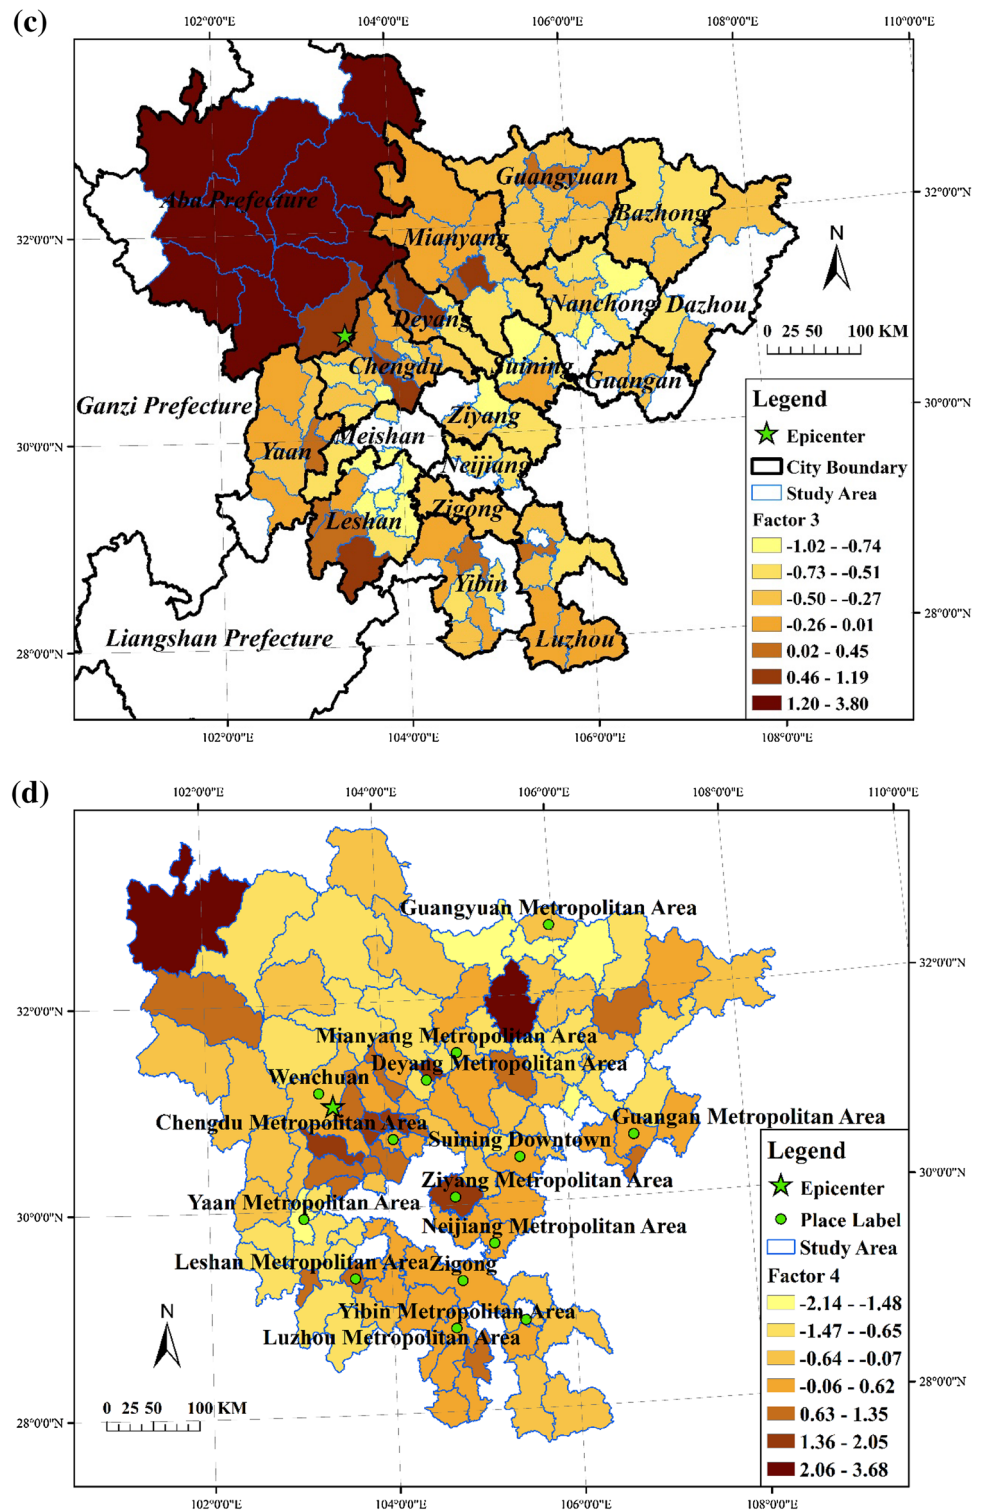 (c)
102°0'0"E 104°0'0"E 106°0'0"E 108°0'0"E 110°0'0"E
Guangyuan
32°0'0"N
Aba Prefecture
Bazhong
32°0'0"N
Mianyang
N
Nanchong Dazhou
Deyang
0 25 50 100 KM
Chengdu
Suining
Guangan
Legend
Ganzi Prefecture
30°0'0"N
Ziyang
Epicenter
30°0'0"N
Meishan
Yaan
Neijiang
City Boundary
Study Area
Zigong
Leshan
Factor 3
-1.02 - -0.74
-0.73 - -0.51
Yibin
-0.50 - -0.27
28°0'0"N
-0.26 - 0.01
Liangshan Prefecture
Luzhou
28°0'0"N
0.02 - 0.45
0.46 - 1.19
1.20 - 3.80
102°0'0"E 104°0'0"E 106°0'0"E 108°0'0"E
(d)
102°0'0"E 104°0'0"E 106°0'0"E 108°0'0"E 110°0'0"E
Guangyuan Metropolitan Area
32°0'0"N
32°0'0"N
Mianyang Metropolitan Area
Deyang Metropolitan Area
Wenchuan
Guangan Metropolitan Area
Chengdu Metropolitan Area
Suining Downtown
Legend
30°0'0"N
Ziyang Metropolitan Area
Epicenter
Yaan Metropolitan Area
30°0'0"N
Place Label
Neijiang Metropolitan Area
Study Area
Leshan Metropolitan Area Zigong
Factor 4
-2.14 - -1.48
N
Yibin Metropolitan Area
-1.47 - -0.65
Luzhou Metropolitan Area
-0.64 - -0.07
28°0'0"N
-0.06 - 0.62
0 25 50 100 KM
0.63 - 1.35
28°0'0"N
1.36 - 2.05
2.06 - 3.68
102°0'0"E 104°0'0"E 106°0'0"E 108°0'0"E